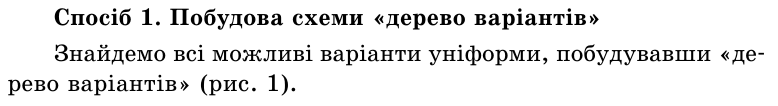 Спосіб 1. Побудова схеми «дерево варіантів»
Знайдемо всі можливі варіанти уніформи, побудувавши «де-
рево варіантів» (рис. 1).